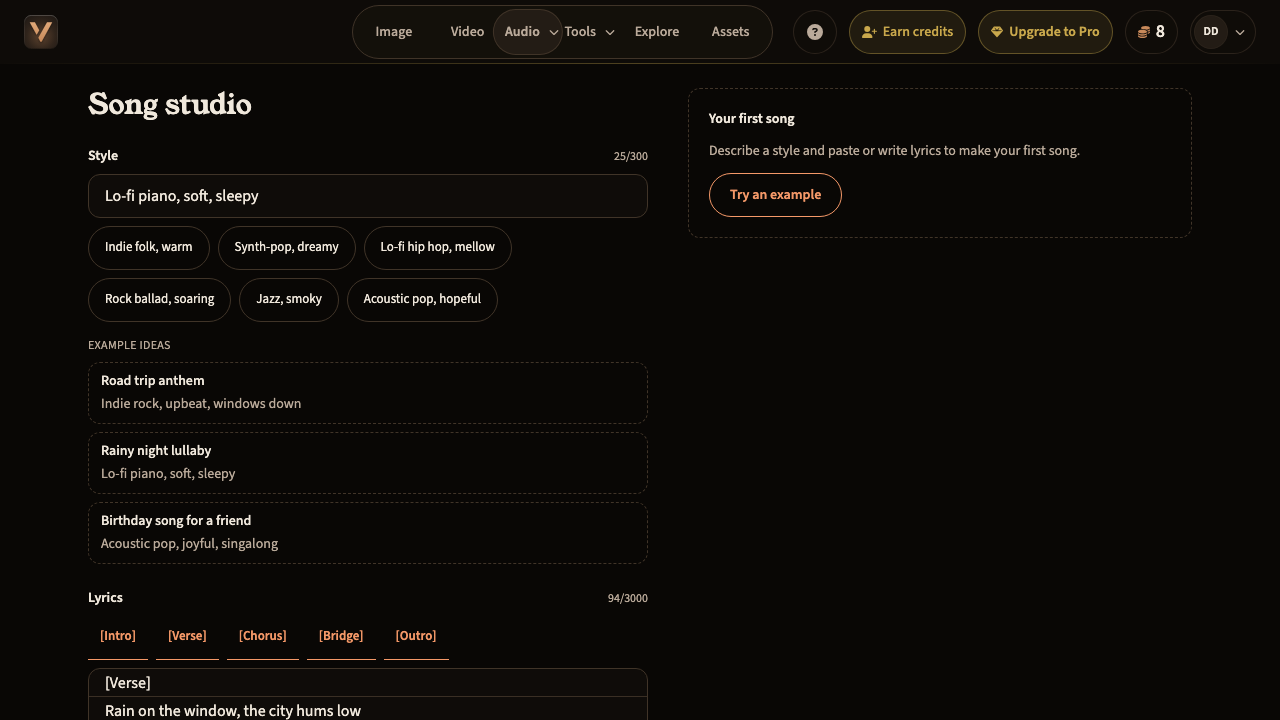 Image Video Audio Tools Explore Assets ? Earn credits Upgrade to Pro 8 DD
Song studio
Style 25/300
Lo-fi piano, soft, sleepy
Indie folk, warm Synth-pop, dreamy Lo-fi hip hop, mellow
Rock ballad, soaring Jazz, smoky Acoustic pop, hopeful
EXAMPLE IDEAS
Road trip anthem
Indie rock, upbeat, windows down
Rainy night lullaby
Lo-fi piano, soft, sleepy
Birthday song for a friend
Acoustic pop, joyful, singalong
Lyrics 94/3000
[Intro] [Verse] [Chorus] [Bridge] [Outro]
[Verse]
Rain on the window, the city hums low
Your first song
Describe a style and paste or write lyrics to make your first song.
Try an example